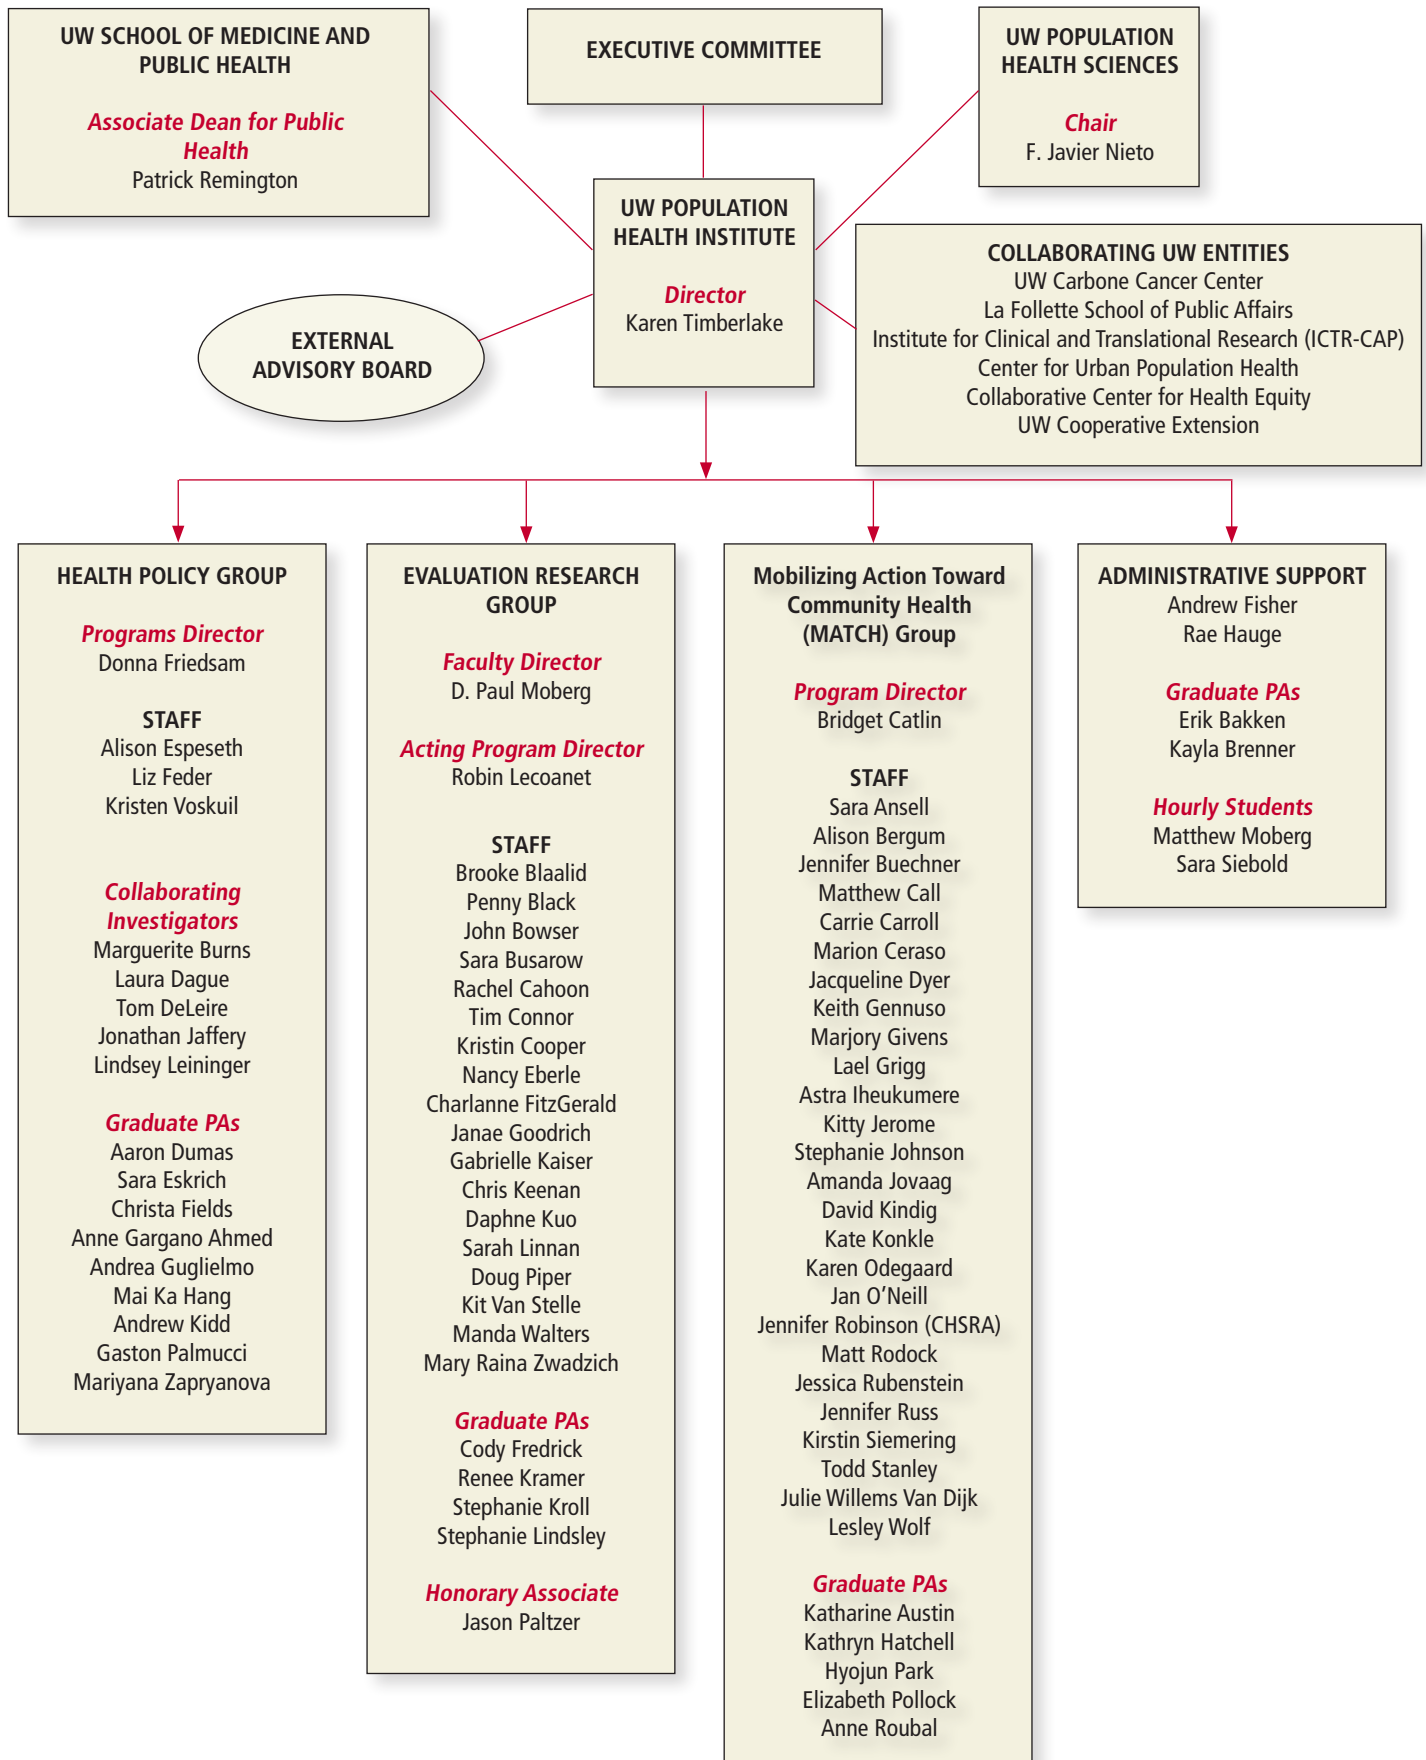 UW SCHOOL OF MEDICINE AND
PUBLIC HEALTH
Associate Dean for Public
Health
Patrick Remington
EXECUTIVE COMMITTEE
UW POPULATION
HEALTH SCIENCES
Chair
F. Javier Nieto
UW POPULATION
HEALTH INSTITUTE
Director
Karen Timberlake
EXTERNAL
ADVISORY BOARD
COLLABORATING UW ENTITIES
UW Carbone Cancer Center
La Follette School of Public Affairs
Institute for Clinical and Translational Research (ICTR-CAP)
Center for Urban Population Health
Collaborative Center for Health Equity
UW Cooperative Extension
HEALTH POLICY GROUP
Programs Director
Donna Friedsam
STAFF
Alison Espeseth
Liz Feder
Kristen Voskuil
Collaborating
Investigators
Marguerite Burns
Laura Dague
Tom DeLeire
Jonathan Jaffery
Lindsey Leininger
Graduate PAs
Aaron Dumas
Sara Eskrich
Christa Fields
Anne Gargano Ahmed
Andrea Guglielmo
Mai Ka Hang
Andrew Kidd
Gaston Palmucci
Mariyana Zapryanova
EVALUATION RESEARCH
GROUP
Faculty Director
D. Paul Moberg
Acting Program Director
Robin Lecoanet
STAFF
Brooke Blaalid
Penny Black
John Bowser
Sara Busarow
Rachel Cahoon
Tim Connor
Kristin Cooper
Nancy Eberle
Charlanne FitzGerald
Janae Goodrich
Gabrielle Kaiser
Chris Keenan
Daphne Kuo
Sarah Linnan
Doug Piper
Kit Van Stelle
Manda Walters
Mary Raina Zwadzich
Graduate PAs
Cody Fredrick
Renee Kramer
Stephanie Kroll
Stephanie Lindsley
Honorary Associate
Jason Paltzer
Mobilizing Action Toward
Community Health
(MATCH) Group
Program Director
Bridget Catlin
STAFF
Sara Ansell
Alison Bergum
Jennifer Buechner
Matthew Call
Carrie Carroll
Marion Ceraso
Jacqueline Dyer
Keith Gennuso
Marjory Givens
Lael Grigg
Astra Iheukumere
Kitty Jerome
Stephanie Johnson
Amanda Jovaag
David Kindig
Kate Konkle
Karen Odegaard
Jan O’Neill
Jennifer Robinson (CHSRA)
Matt Rodock
Jessica Rubenstein
Jennifer Russ
Kirstin Siemering
Todd Stanley
Julie Willems Van Dijk
Lesley Wolf
Graduate PAs
Katharine Austin
Kathryn Hatchell
Hyojun Park
Elizabeth Pollock
Anne Roubal
ADMINISTRATIVE SUPPORT
Andrew Fisher
Rae Hauge
Graduate PAs
Erik Bakken
Kayla Brenner
Hourly Students
Matthew Moberg
Sara Siebold